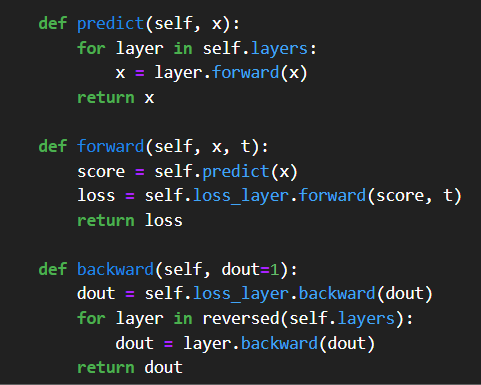 def predict(self, x):
    for layer in self.layers:
        x = layer.forward(x)
    return x

def forward(self, x, t):
    score = self.predict(x)
    loss = self.loss_layer.forward(score, t)
    return loss

def backward(self, dout=1):
    dout = self.loss_layer.backward(dout)
    for layer in reversed(self.layers):
        dout = layer.backward(dout)
    return dout